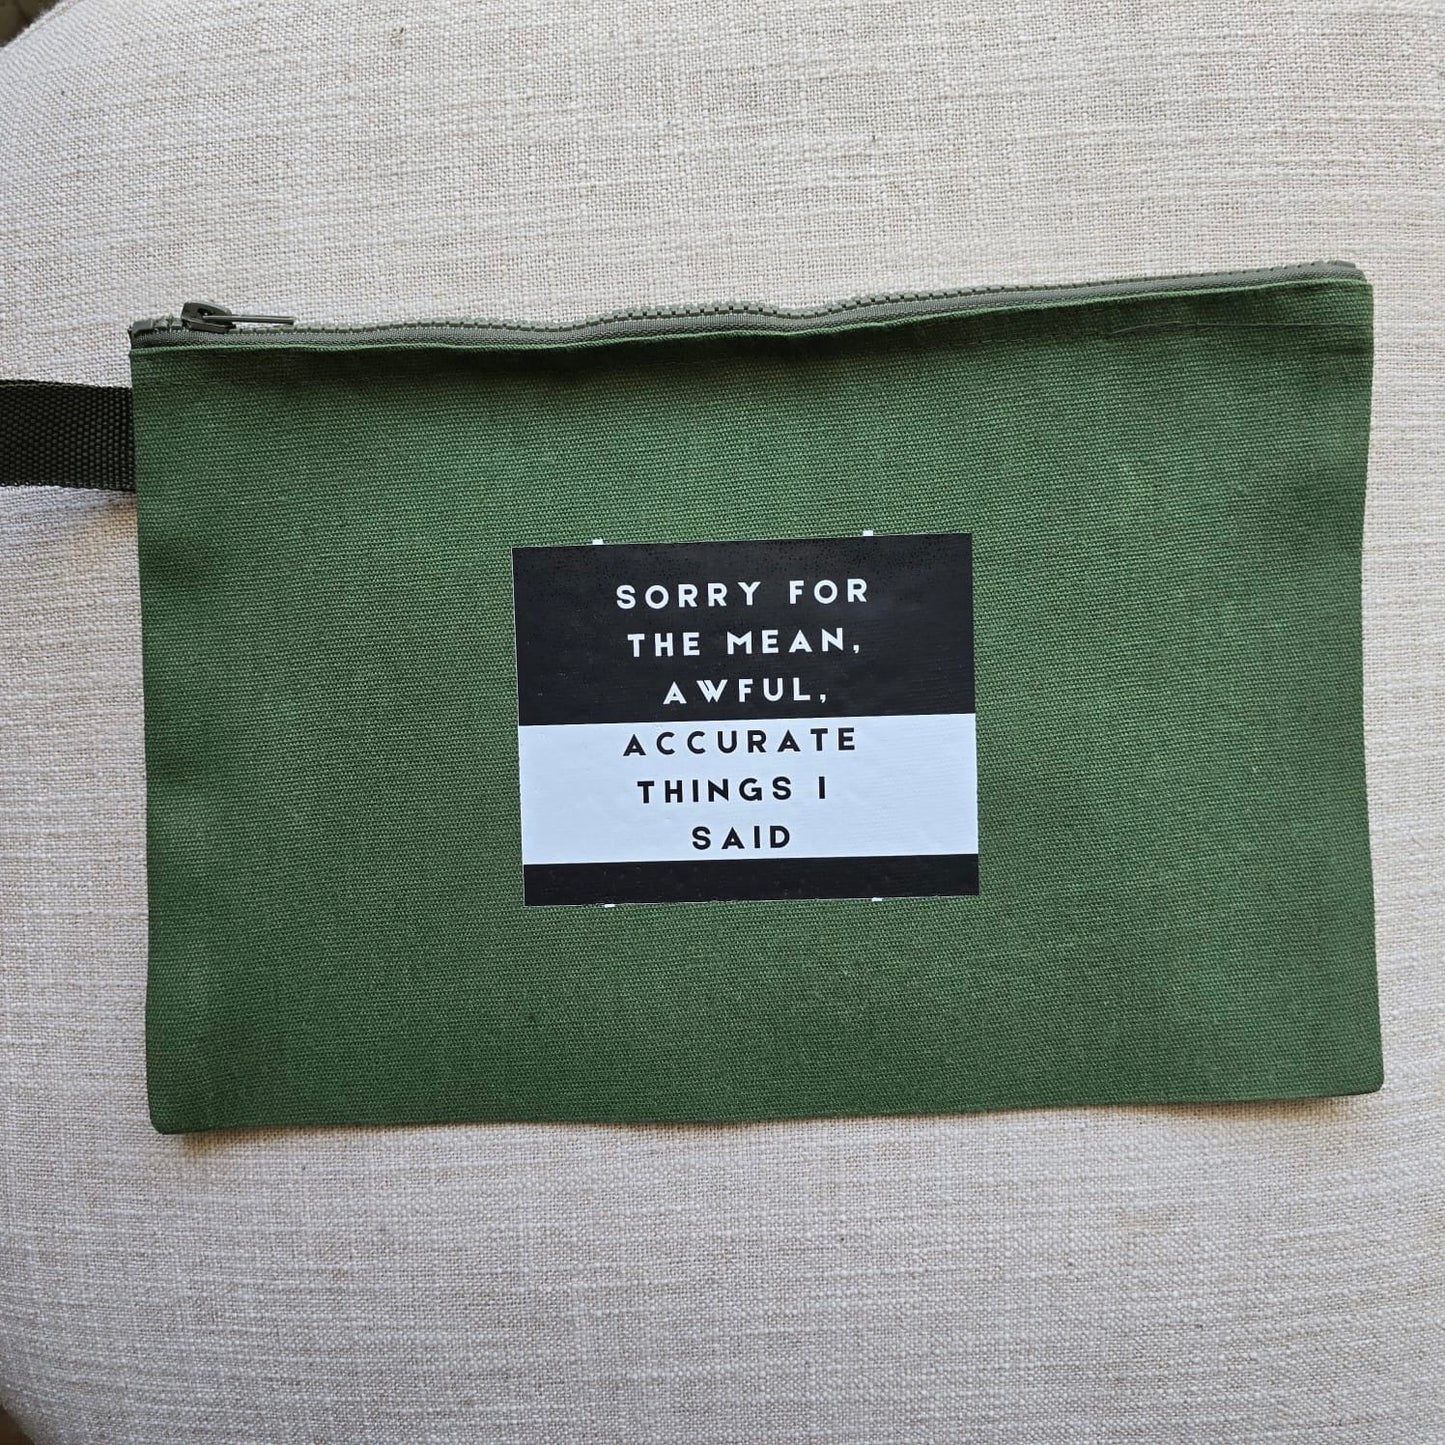 SORRY FOR
THE MEAN,
AWFUL,
ACCURATE
THINGS I
SAID